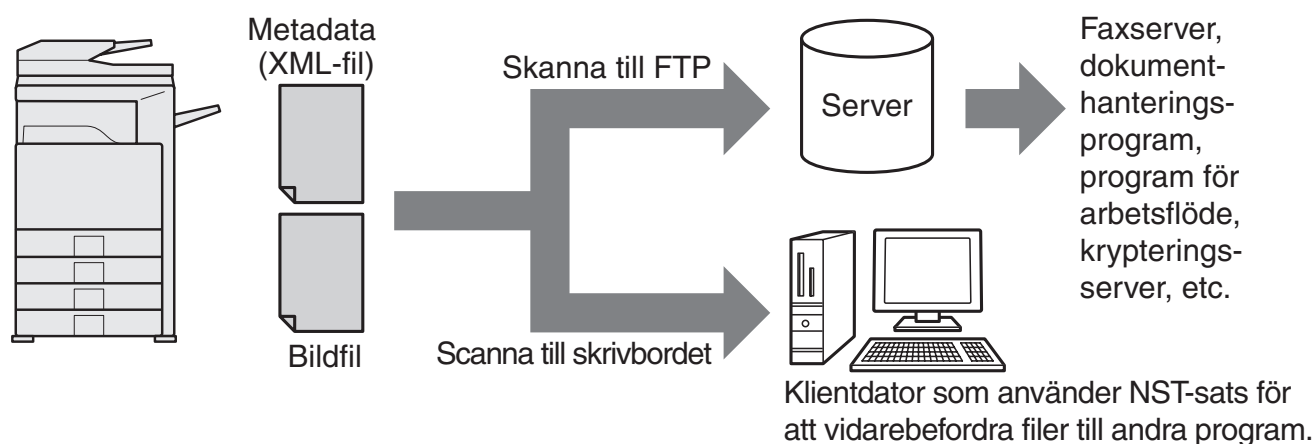 Metadata
(XML-fil)
Bildfil
Skanna till FTP
Scanna till skrivbordet
Server
Faxserver,
dokument-
hanterings-
program,
program för
arbetsflöde,
krypterings-
server, etc.
Klientdator som använder NST-sats för
att vidarebefordra filer till andra program.